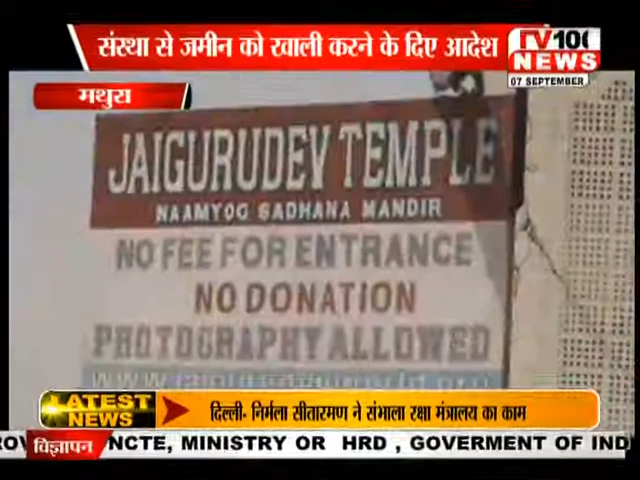 संस्था से जमीन को खाली करने के दिए आदेश
TV100
NEWS
07 SEPTEMBER
मथुरा
JAIGURUDEV TEMPLE
NAAMYOG SADHANA MANDIR
NO FEE FOR ENTRANCE
NO DONATION
PHOTOGRAPHY ALLOWED
LATEST
NEWS
दिल्ली- निर्मला सीतारमण ने संभाला रक्षा मंत्रालय का काम
विज्ञापन
NCTE, MINISTRY OR HRD, GOVERNMENT OF IND